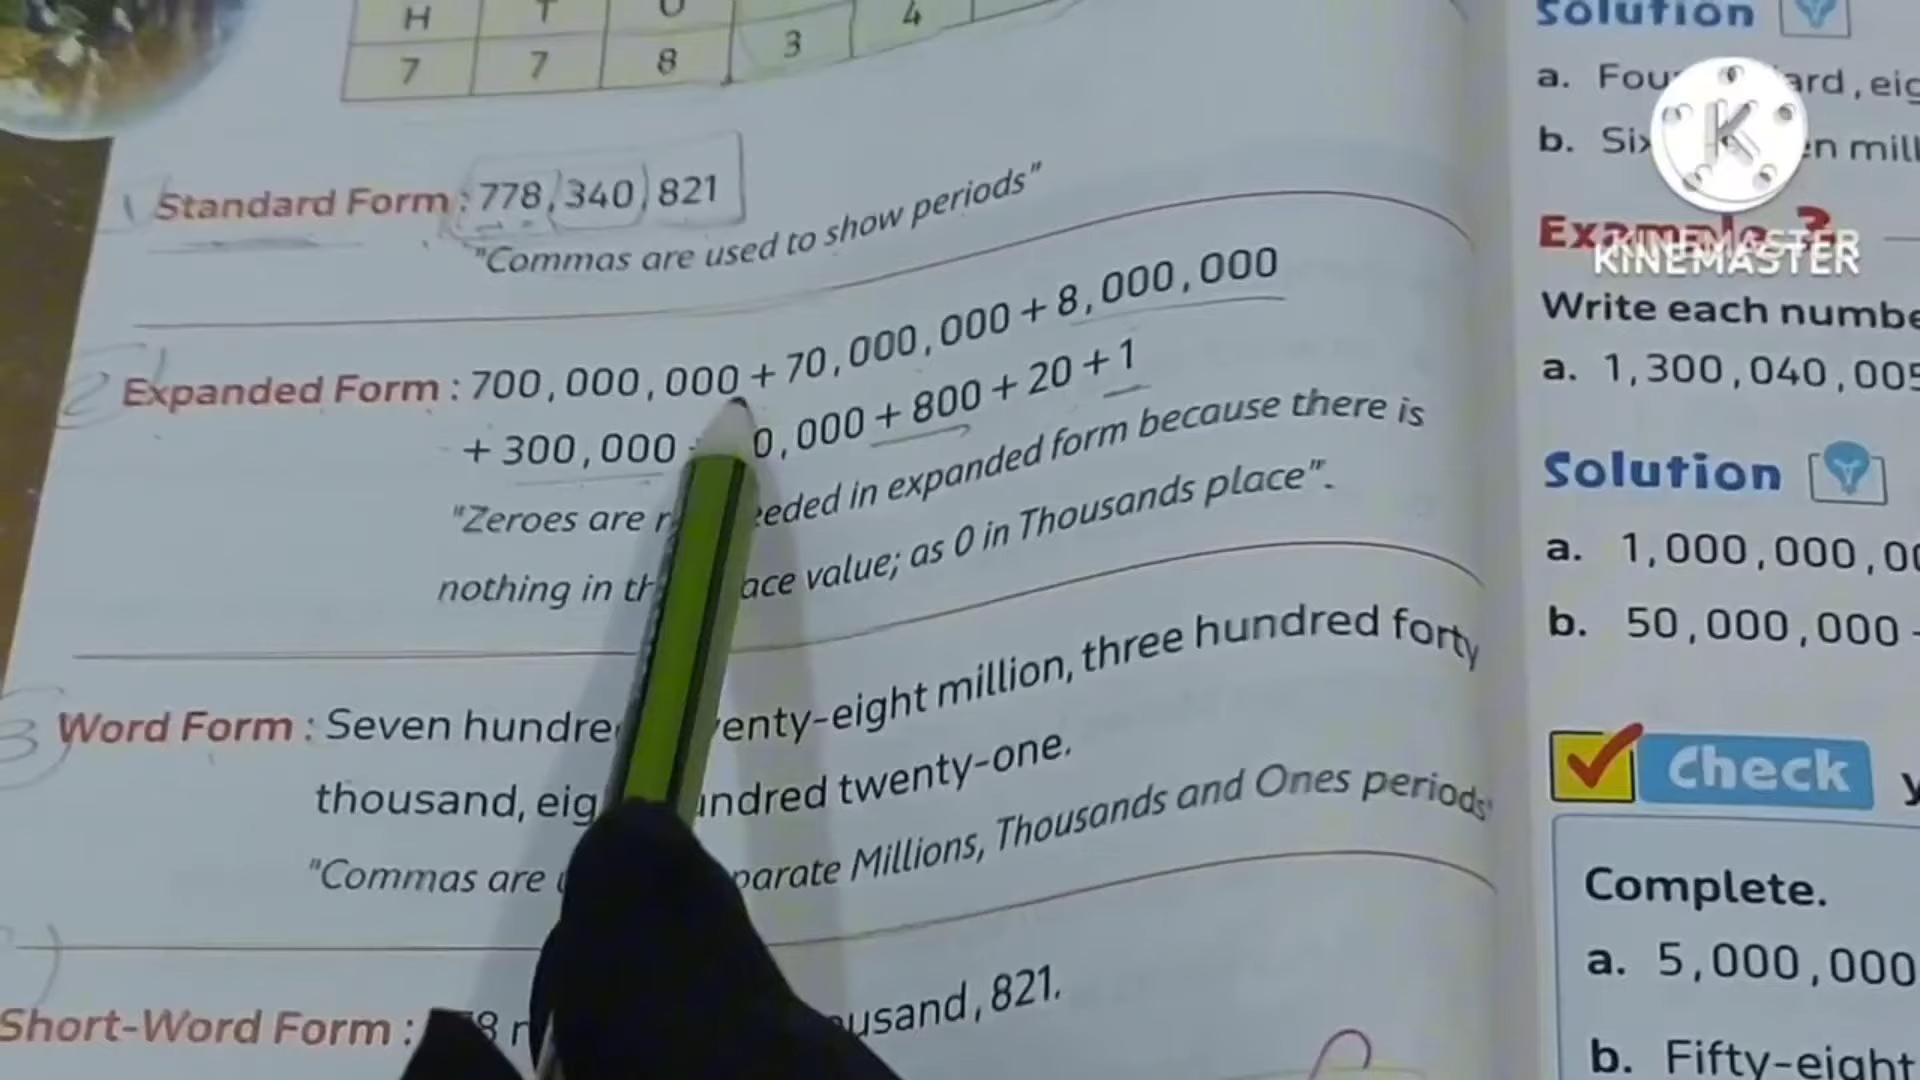 H T U
7 7 8 3 4
Standard Form : 778,340,821
"Commas are used to show periods"
Expanded Form : 700,000,000 + 70,000,000 + 8,000,000
+ 300,000 0,000 + 800 + 20 + 1
"Zeroes are eeded in expanded form because there is
nothing in ace value; as 0 in Thousands place".
Word Form : Seven hundre enty-eight million, three hundred forty
thousand, eig undred twenty-one.
"Commas are parate Millions, Thousands and Ones periods"
Short-Word Form : 8 usand, 821.
Solution
a. Fou ard, eig
b. Six en mill
Example 3
KINEMASTER
Write each numbe
a. 1,300,040,005
Solution
a. 1,000,000,00
b. 50,000,000
Check y
Complete.
a. 5,000,000
b. Fifty-eight